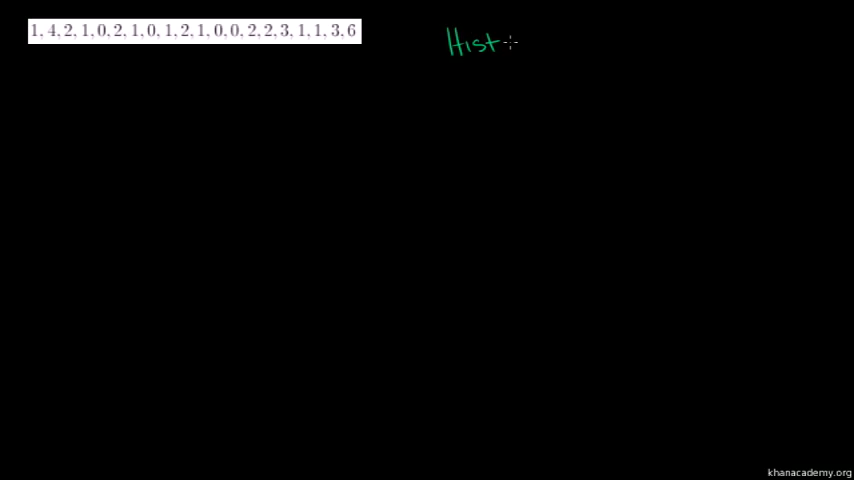 1, 4, 2, 1, 0, 2, 1, 0, 1, 2, 1, 0, 0, 2, 2, 3, 1, 1, 3, 6
Hist
khanacademy.org